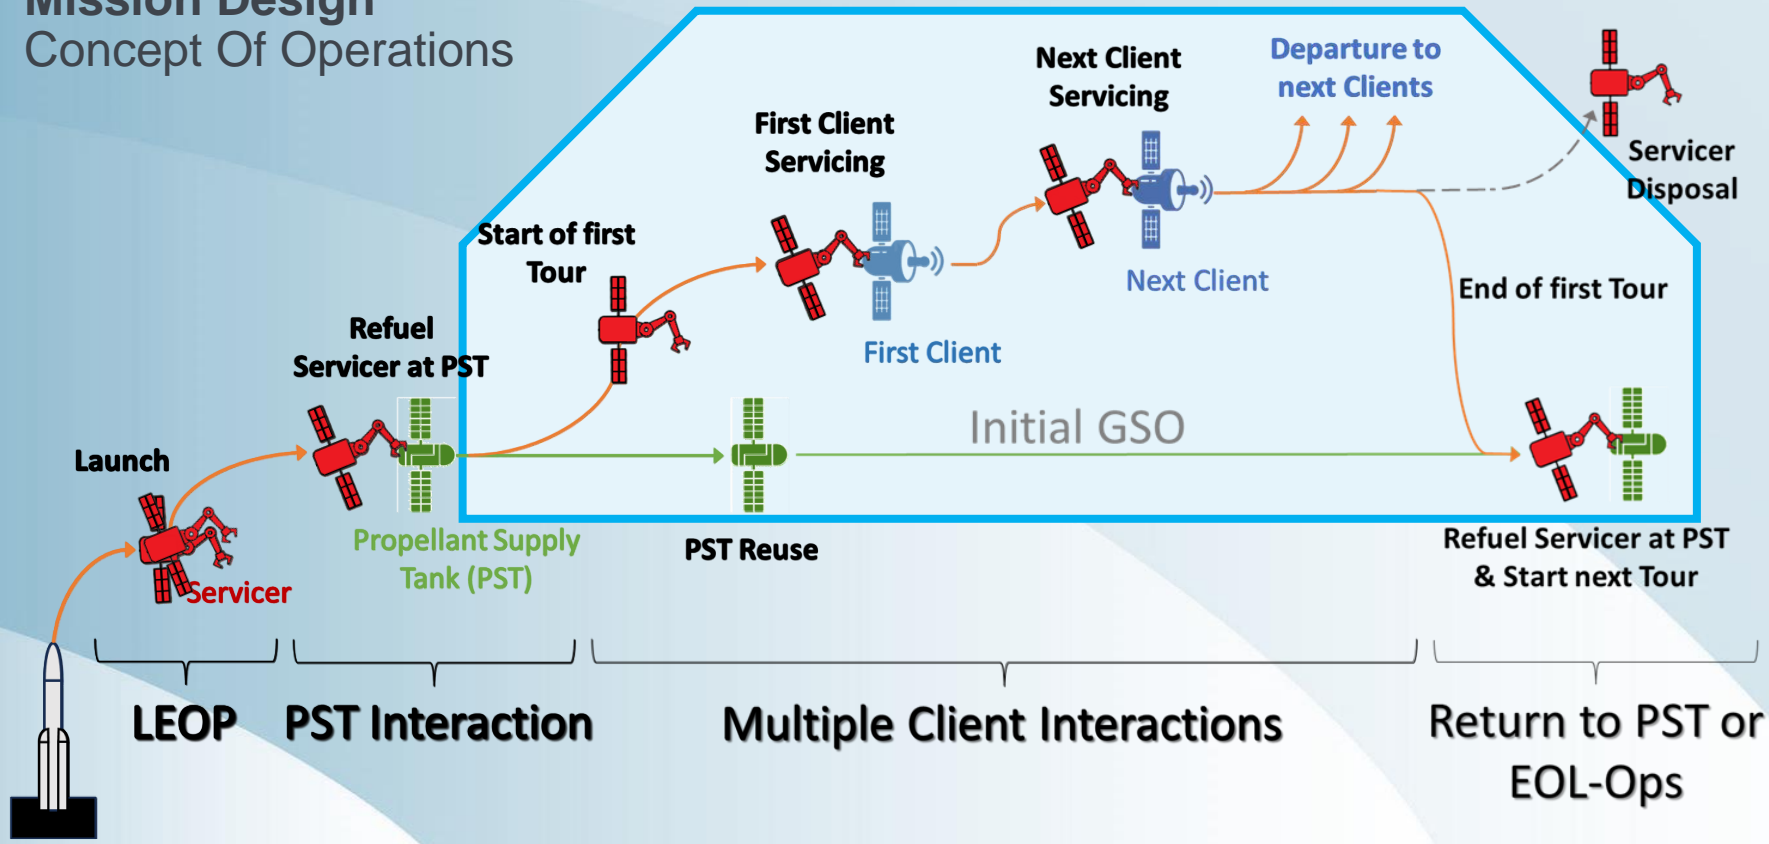 Mission Design
Concept Of Operations
Next Client
Servicing
Departure to
next Clients
First Client
Servicing
Servicer
Disposal
Start of first
Tour
Next Client
End of first Tour
Refuel
Servicer at PST
First Client
Initial GSO
Launch
Propellant Supply
Tank (PST)
PST Reuse
Refuel Servicer at PST
& Start next Tour
Servicer
LEOP
PST Interaction
Multiple Client Interactions
Return to PST or
EOL-Ops